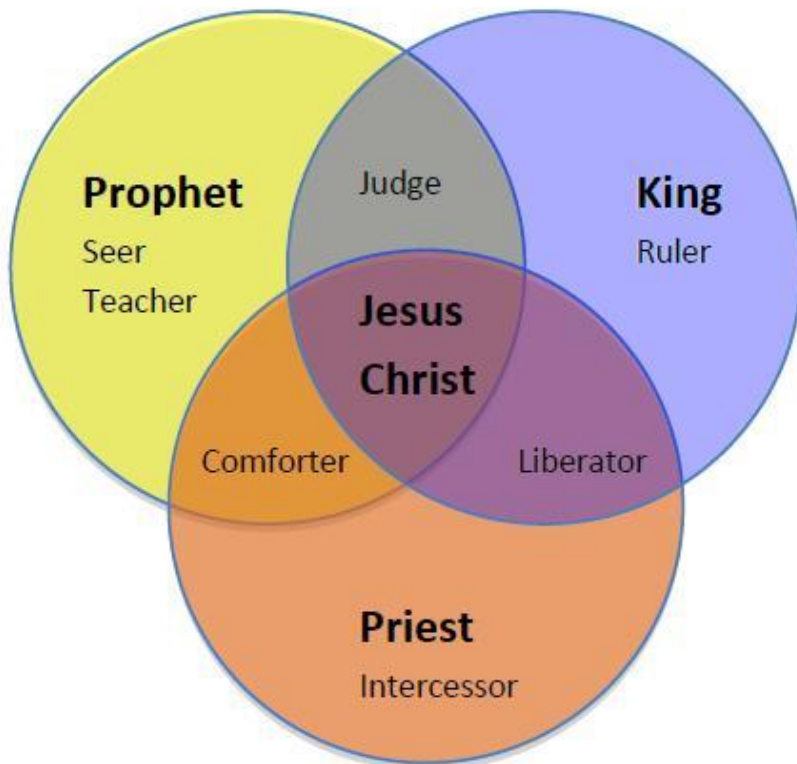 Prophet
Seer
Teacher
Judge
King
Ruler
Jesus
Christ
Comforter
Liberator
Priest
Intercessor